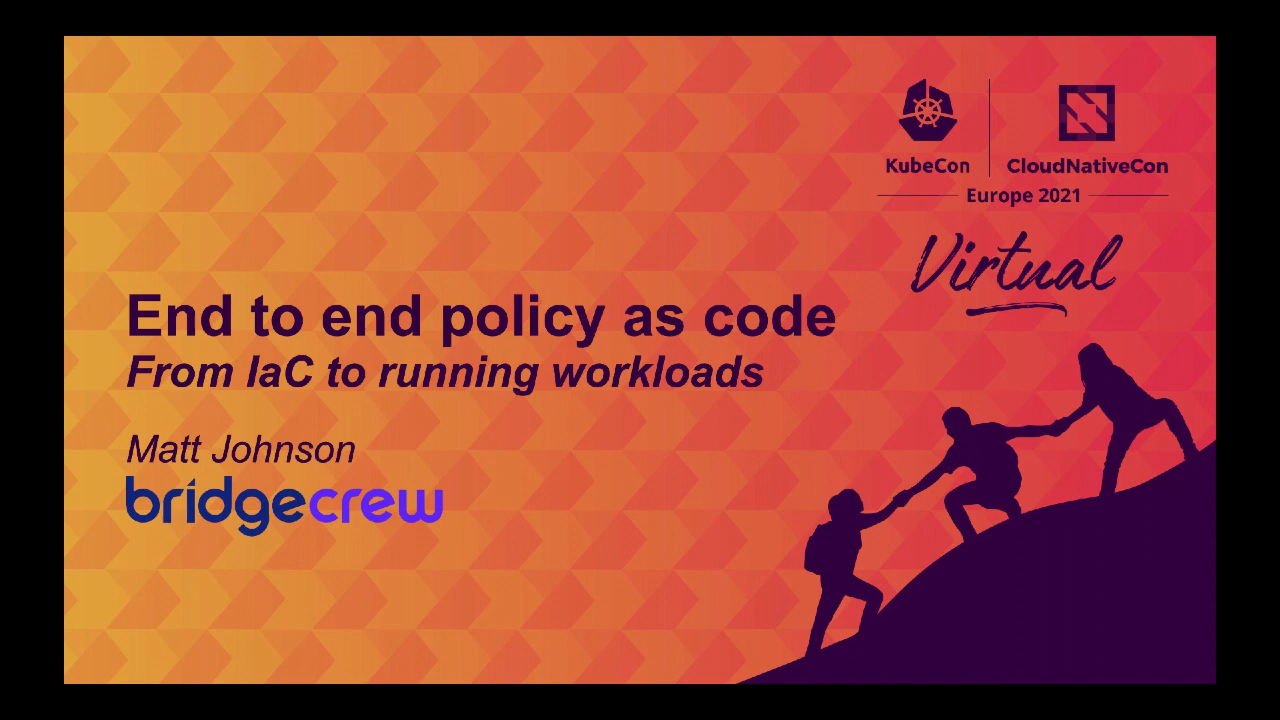 KubeCon
CloudNativeCon
Europe 2021
Virtual
End to end policy as code
From IaC to running workloads
Matt Johnson
bridgecrew